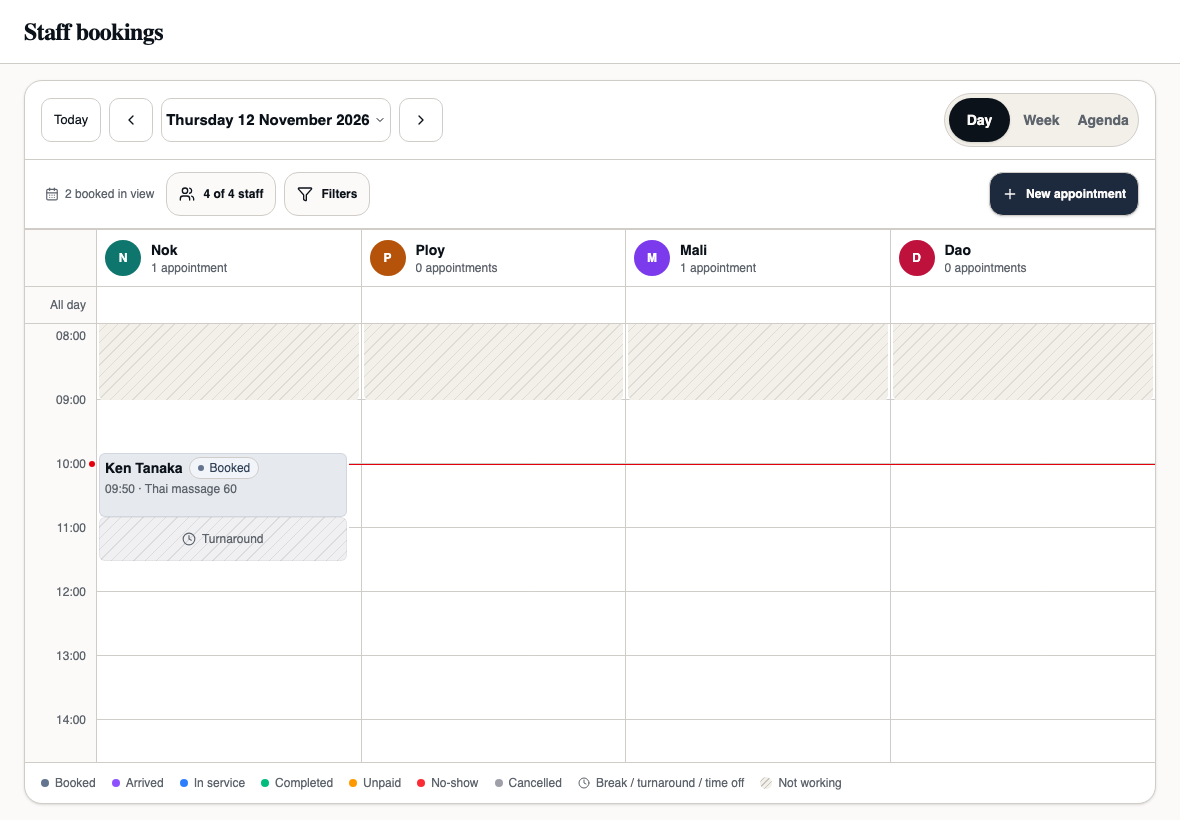 Staff bookings
Today
Thursday 12 November 2026
Day
Week
Agenda
2 booked in view
4 of 4 staff
Filters
New appointment
N
Nok
1 appointment
P
Ploy
0 appointments
M
Mali
1 appointment
D
Dao
0 appointments
All day
08:00
09:00
10:00
Ken Tanaka
Booked
09:50 · Thai massage 60
11:00
Turnaround
12:00
13:00
14:00
Booked
Arrived
In service
Completed
Unpaid
No-show
Cancelled
Break / turnaround / time off
Not working